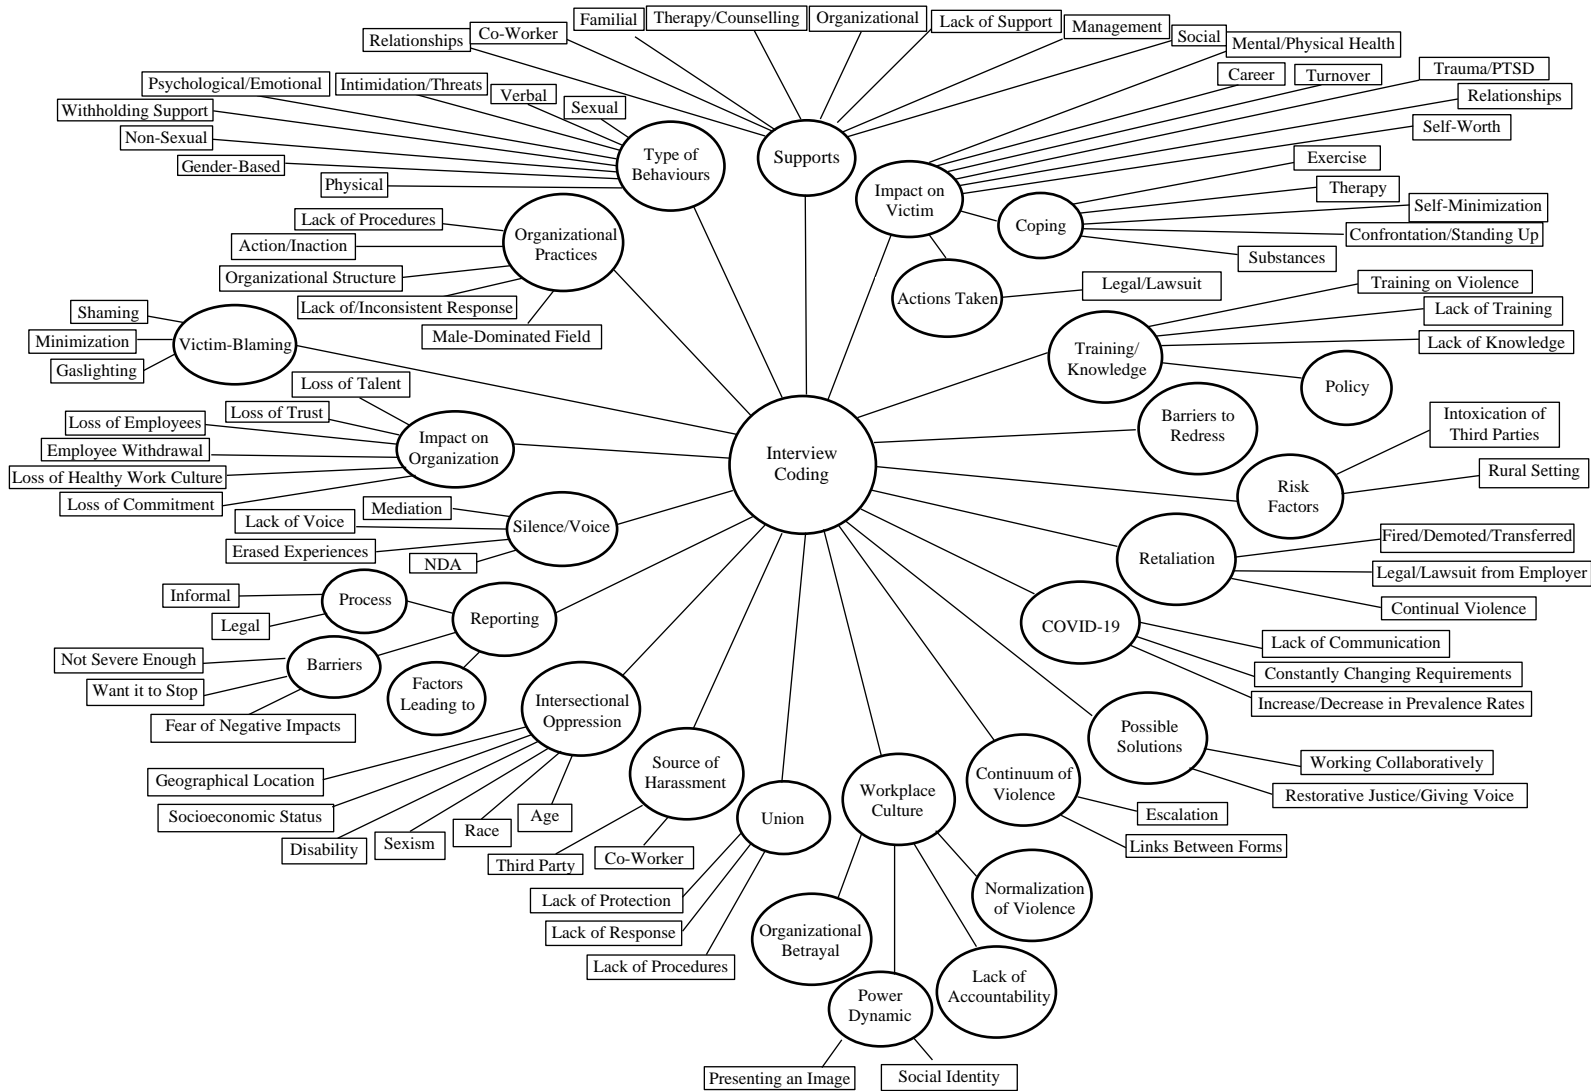 Familial
Therapy/Counselling
Organizational
Lack of Support
Management
Social
Co-Worker
Relationships
Mental/Physical Health
Career
Turnover
Trauma/PTSD
Relationships
Self-Worth
Psychological/Emotional
Intimidation/Threats
Verbal
Sexual
Withholding Support
Non-Sexual
Gender-Based
Physical
Type of
Behaviours
Supports
Impact on
Victim
Coping
Exercise
Therapy
Self-Minimization
Confrontation/Standing Up
Substances
Actions Taken
Legal/Lawsuit
Lack of Procedures
Action/Inaction
Organizational Structure
Lack of/Inconsistent Response
Male-Dominated Field
Organizational
Practices
Training on Violence
Lack of Training
Lack of Knowledge
Training/
Knowledge
Policy
Shaming
Minimization
Gaslighting
Victim-Blaming
Barriers to
Redress
Loss of Talent
Loss of Trust
Loss of Employees
Employee Withdrawal
Loss of Healthy Work Culture
Loss of Commitment
Impact on
Organization
Interview
Coding
Intoxication of
Third Parties
Rural Setting
Risk
Factors
Mediation
Lack of Voice
Erased Experiences
NDA
Silence/Voice
Retaliation
Fired/Demoted/Transferred
Legal/Lawsuit from Employer
Continual Violence
Informal
Legal
Process
Reporting
Barriers
Not Severe Enough
Want it to Stop
Fear of Negative Impacts
Factors
Leading to
COVID-19
Lack of Communication
Constantly Changing Requirements
Increase/Decrease in Prevalence Rates
Intersectional
Oppression
Geographical Location
Socioeconomic Status
Disability
Sexism
Race
Age
Possible
Solutions
Working Collaboratively
Restorative Justice/Giving Voice
Source of
Harassment
Third Party
Co-Worker
Union
Lack of Protection
Lack of Response
Lack of Procedures
Workplace
Culture
Continuum of
Violence
Escalation
Links Between Forms
Normalization
of Violence
Organizational
Betrayal
Lack of
Accountability
Power
Dynamic
Presenting an Image
Social Identity